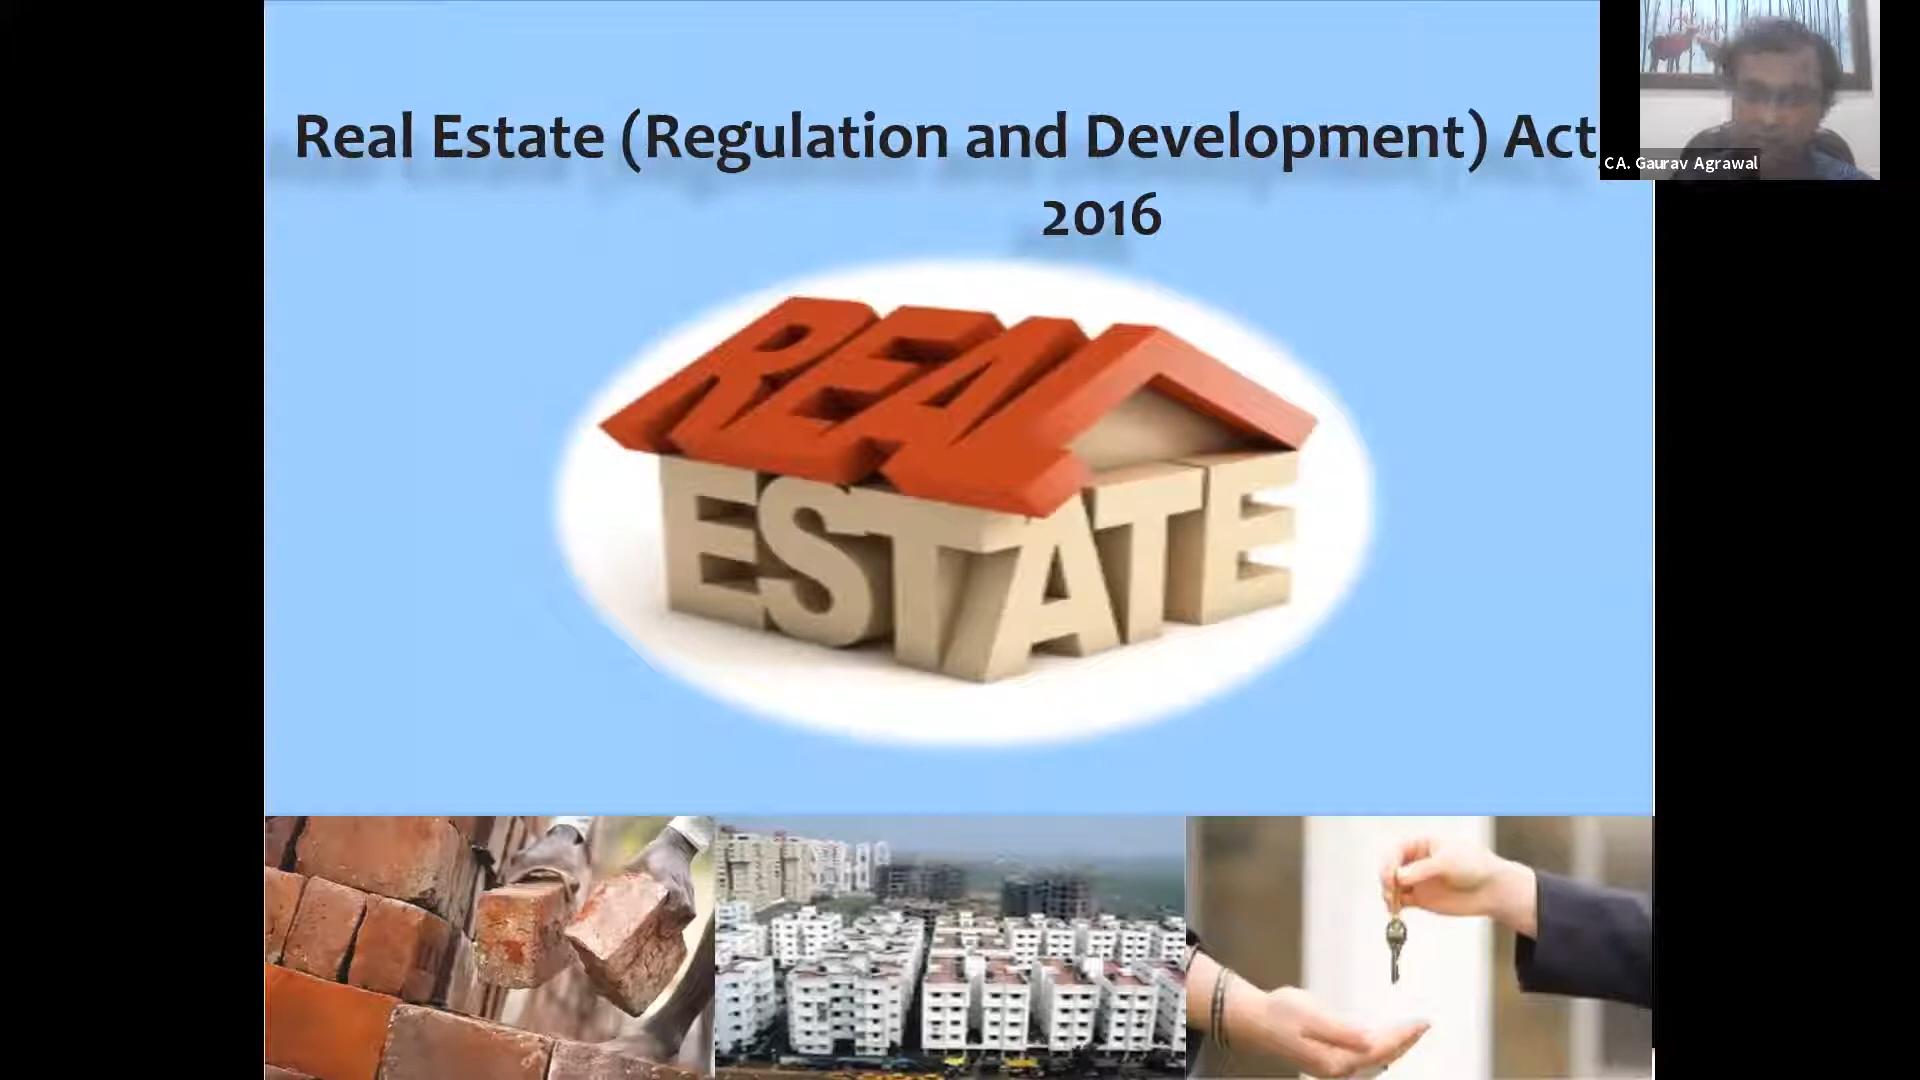 Real Estate (Regulation and Development) Act,
2016
CA. Gaurav Agrawal
REAL
ESTATE